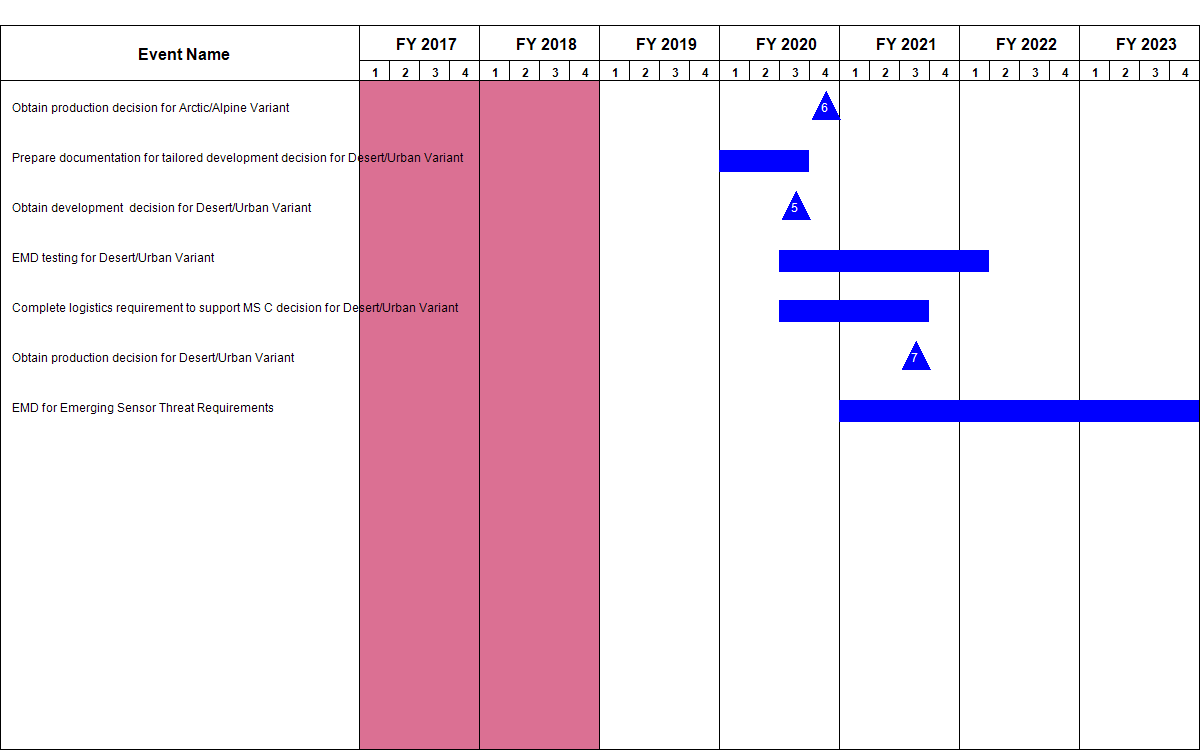 Event Name FY 2017 FY 2018 FY 2019 FY 2020 FY 2021 FY 2022 FY 2023
1 2 3 4 1 2 3 4 1 2 3 4 1 2 3 4 1 2 3 4 1 2 3 4 1 2 3 4
Obtain production decision for Arctic/Alpine Variant 6
Prepare documentation for tailored development decision for Desert/Urban Variant
Obtain development  decision for Desert/Urban Variant 5
EMD testing for Desert/Urban Variant
Complete logistics requirement to support MS C decision for Desert/Urban Variant
Obtain production decision for Desert/Urban Variant 7
EMD for Emerging Sensor Threat Requirements